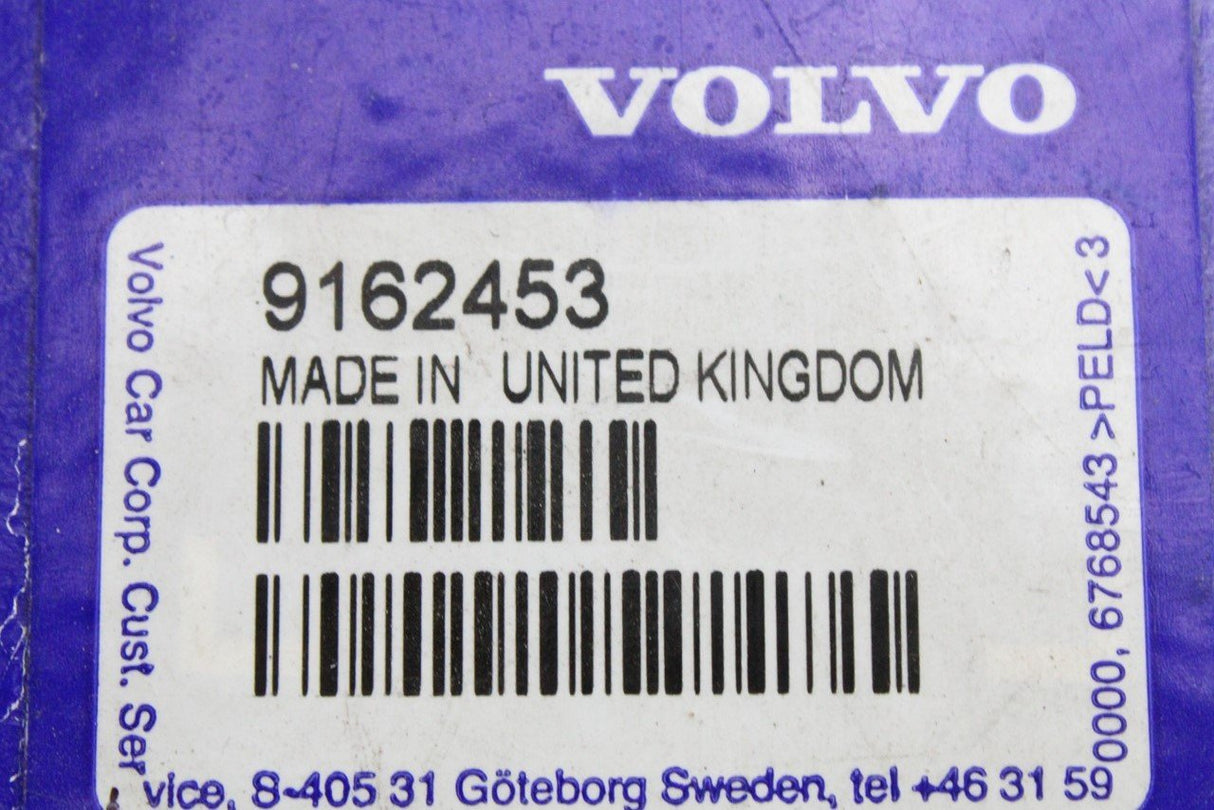 VOLVO
9162453
MADE IN UNITED KINGDOM
Volvo Car Corp. Cust. Ser
vice, S-405 31 Göteborg Sweden, tel +46 31 59
0000, 6768543 >PELD< 3